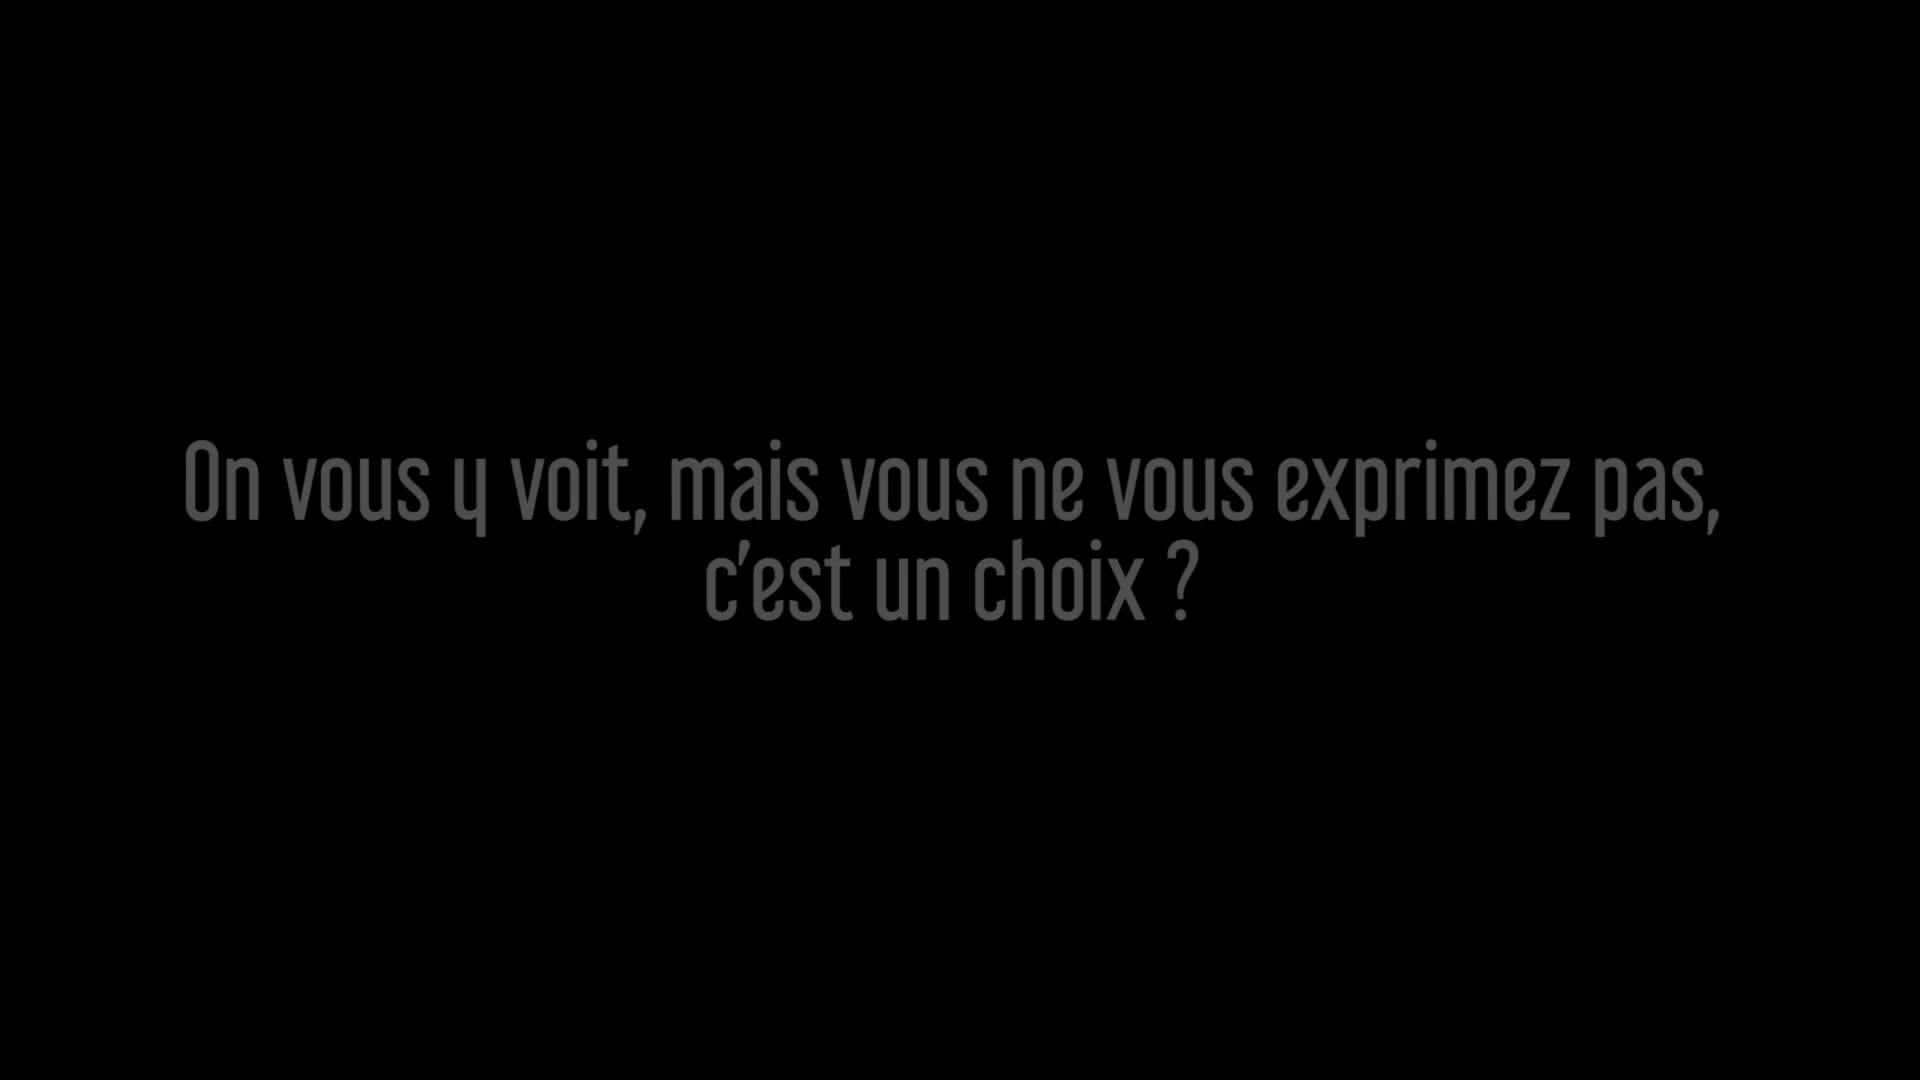 On vous y voit, mais vous ne vous exprimez pas,
c'est un choix ?